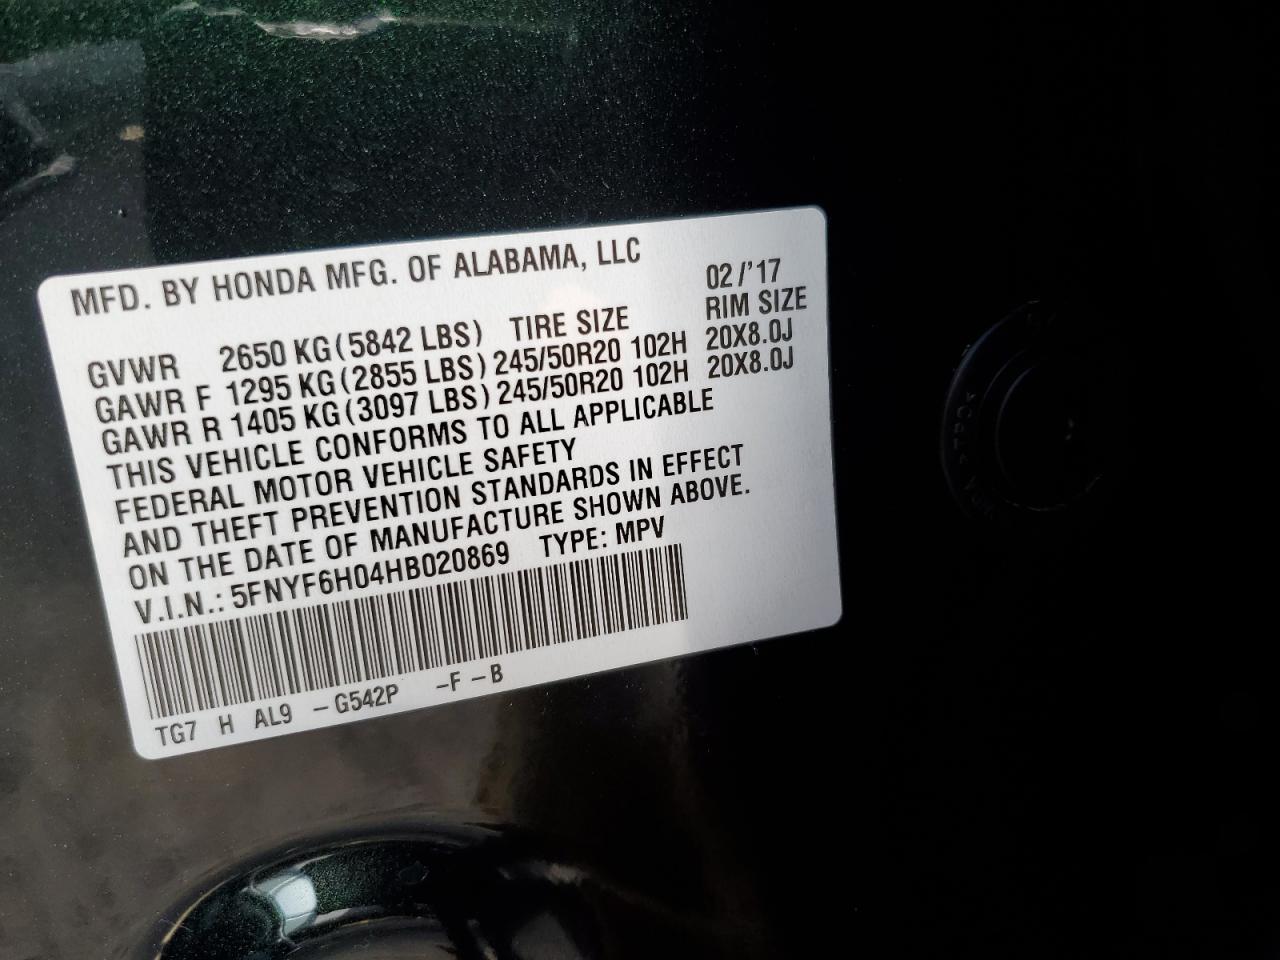 MFD. BY HONDA MFG. OF ALABAMA, LLC 02/'17
GVWR 2650 KG(5842 LBS) TIRE SIZE RIM SIZE
GAWR F 1295 KG(2855 LBS) 245/50R20 102H 20X8.0J
GAWR R 1405 KG(3097 LBS) 245/50R20 102H 20X8.0J
THIS VEHICLE CONFORMS TO ALL APPLICABLE
FEDERAL MOTOR VEHICLE SAFETY
AND THEFT PREVENTION STANDARDS IN EFFECT
ON THE DATE OF MANUFACTURE SHOWN ABOVE.
V.I.N.: 5FNYF6H04HB020869 TYPE: MPV
TG7 H AL9 -G542P -F-B